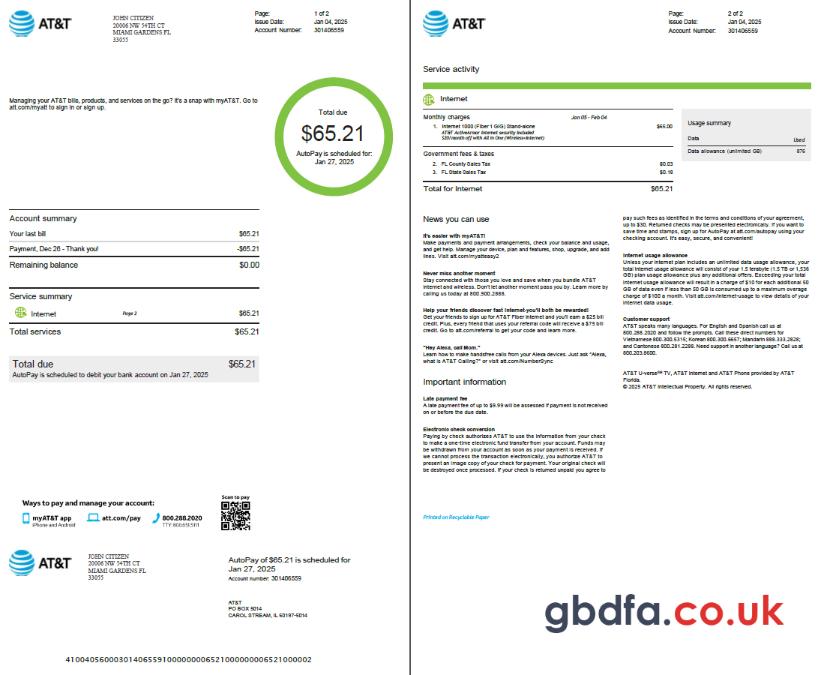 AT&T
JOHN CITIZEN
20006 NW 54TH CT
MIAMI GARDENS FL
33055
Page: 1 of 2
Issue Date: Jan 04, 2025
Account Number: 301406559
Managing your AT&T bills, products, and services on the go? It's a snap with myAT&T. Go to
att.com/myatt to sign in or sign up.
Total due
$65.21
AutoPay is scheduled for:
Jan 27, 2025
Account summary
Your last bill $65.21
Payment, Dec 26 - Thank you! -$65.21
Remaining balance $0.00
Service summary
Internet Page 2 $65.21
Total services $65.21
Total due $65.21
AutoPay is scheduled to debit your bank account on Jan 27, 2025
Ways to pay and manage your account:
Scan to pay
myAT&T app
iPhone and Android
att.com/pay
800.288.2020
AT&T
JOHN CITIZEN
20006 NW 54TH CT
MIAMI GARDENS FL
33055
AutoPay of $65.21 is scheduled for
Jan 27, 2025
Account number: 301406559
AT&T
PO BOX 5014
CAROL STREAM, IL 60197-5014
AT&T
Page: 2 of 2
Issue Date: Jan 04, 2025
Account Number: 301406559
Service activity
Internet
Monthly charges Jan 05 - Feb 04
1. Internet 1000 (Fiber 1 GIG) Stand-alone $65.00
AT&T ActiveArmor internet security included
$20/month off with All in One (Wireless+Internet)
Government fees & taxes
2. FL County Sales Tax $0.03
3. FL State Sales Tax $0.18
Total for Internet $65.21
Usage summary
Data Used
Data allowance (unlimited GB) 876
News you can use
It's easier with myAT&T!
Make payments and payment arrangements, check your balance and usage,
and get help. Manage your device, plan and features, shop, upgrade, and add
lines. Visit att.com/myatteasy2
Never miss another moment
Stay connected with those you love and save when you bundle AT&T
internet and wireless. Don't let another moment pass you by. Learn more by
calling us today at 800.900.2988.
Help your friends discover fast internet-you'll both be rewarded!
Get your friends to sign up for AT&T Fiber internet and you'll earn a $25 bill
credit. Plus, every friend that uses your referral code will receive a $75 bill
credit. Go to att.com/refer to get your code and learn more.
"Hey Alexa, call Mom."
Learn how to make handsfree calls from your Alexa devices. Just ask "Alexa,
what is AT&T Calling?" or visit att.com/NumberSync
Important information
Late payment fee
A late payment fee of up to $9.99 will be assessed if payment is not received
on or before the due date.
Electronic check conversion
Paying by check authorizes AT&T to use the information from your check
to make a one-time electronic fund transfer from your account. Funds may
be withdrawn from your account as soon as your payment is received. If
we cannot process the transaction electronically, you authorize AT&T to
present an image copy of your check for payment. Your original check will
be destroyed once processed. If your check is returned unpaid you agree to
pay such fees as identified in the terms and conditions of your agreement,
up to $30. Returned checks may be presented electronically. If you want to
save time and stamps, sign up for AutoPay at att.com/autopay using your
checking account. It's easy, secure, and convenient!
Internet usage allowance
Unless your internet plan includes an unlimited data usage allowance, your
total internet usage allowance will consist of your 1.5 terabyte (1.5 TB or 1,536
GB) plan usage allowance plus any additional offers. Exceeding your total
internet usage allowance will result in a charge of $10 for each additional 50
GB of data even if less than 50 GB is consumed up to a maximum average
charge of $100 a month. Visit att.com/internet-usage to view details of your
internet data usage.
Customer support
AT&T speaks many languages. For English and Spanish call us at
800.288.2020 and follow the prompts. Call these direct numbers for
Vietnamese 800.300.5315; Korean 800.300.6657; Mandarin 888.333.2828;
and Cantonese 800.281.2288. Need support in another language? Call us at
800.203.8600.
AT&T U-verse℠ TV, AT&T Internet and AT&T Phone provided by AT&T
Florida.
© 2025 AT&T Intellectual Property. All rights reserved.
Printed on Recyclable Paper
gbdfa.co.uk